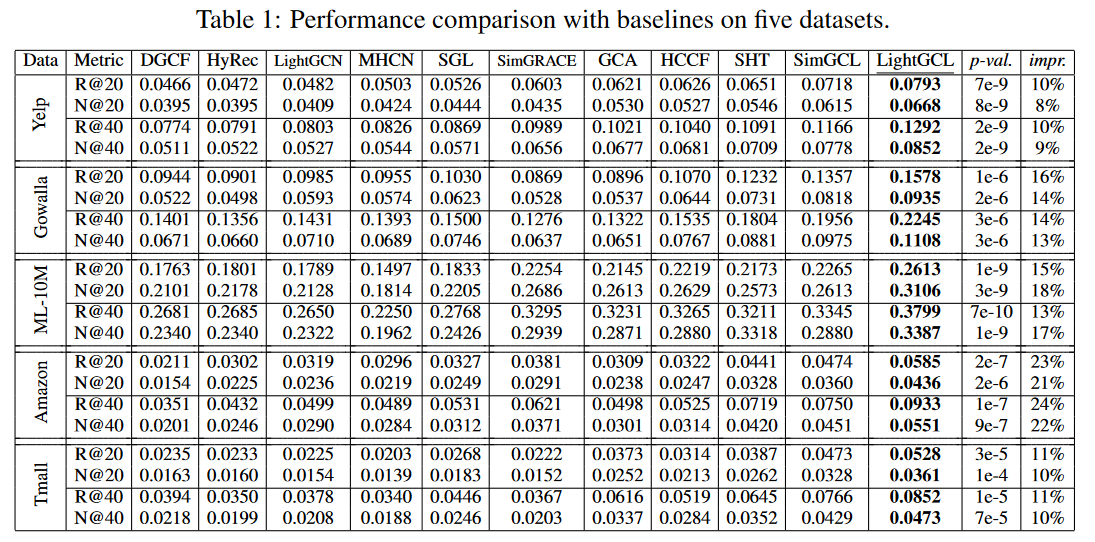 Table 1: Performance comparison with baselines on five datasets.
Data Metric DGCF HyRec LightGCN MHCN SGL SimGRACE GCA HCCF SHT SimGCL LightGCL p-val. impr.
Yelp
R@20 0.0466 0.0472 0.0482 0.0503 0.0526 0.0603 0.0621 0.0626 0.0651 0.0718 0.0793 7e-9 10%
N@20 0.0395 0.0395 0.0409 0.0424 0.0444 0.0435 0.0530 0.0527 0.0546 0.0615 0.0668 8e-9 8%
R@40 0.0774 0.0791 0.0803 0.0826 0.0869 0.0989 0.1021 0.1040 0.1091 0.1166 0.1292 2e-9 10%
N@40 0.0511 0.0522 0.0527 0.0544 0.0571 0.0656 0.0677 0.0681 0.0709 0.0778 0.0852 2e-9 9%
Gowalla
R@20 0.0944 0.0901 0.0985 0.0955 0.1030 0.0869 0.0896 0.1070 0.1232 0.1357 0.1578 1e-6 16%
N@20 0.0522 0.0498 0.0593 0.0574 0.0623 0.0528 0.0537 0.0644 0.0731 0.0818 0.0935 2e-6 14%
R@40 0.1401 0.1356 0.1431 0.1393 0.1500 0.1276 0.1322 0.1535 0.1804 0.1956 0.2245 3e-6 14%
N@40 0.0671 0.0660 0.0710 0.0689 0.0746 0.0637 0.0651 0.0767 0.0881 0.0975 0.1108 3e-6 13%
ML-10M
R@20 0.1763 0.1801 0.1789 0.1497 0.1833 0.2254 0.2145 0.2219 0.2173 0.2265 0.2613 1e-9 15%
N@20 0.2101 0.2178 0.2128 0.1814 0.2205 0.2686 0.2613 0.2629 0.2573 0.2613 0.3106 3e-9 18%
R@40 0.2681 0.2685 0.2650 0.2250 0.2768 0.3295 0.3231 0.3265 0.3211 0.3345 0.3799 7e-10 13%
N@40 0.2340 0.2340 0.2322 0.1962 0.2426 0.2939 0.2871 0.2880 0.3318 0.2880 0.3387 1e-9 17%
Amazon
R@20 0.0211 0.0302 0.0319 0.0296 0.0327 0.0381 0.0309 0.0322 0.0441 0.0474 0.0585 2e-7 23%
N@20 0.0154 0.0225 0.0236 0.0219 0.0249 0.0291 0.0238 0.0247 0.0328 0.0360 0.0436 2e-6 21%
R@40 0.0351 0.0432 0.0499 0.0489 0.0531 0.0621 0.0498 0.0525 0.0719 0.0750 0.0933 1e-7 24%
N@40 0.0201 0.0246 0.0290 0.0284 0.0312 0.0371 0.0301 0.0314 0.0420 0.0451 0.0551 9e-7 22%
Tmall
R@20 0.0235 0.0233 0.0225 0.0203 0.0268 0.0222 0.0373 0.0314 0.0387 0.0473 0.0528 3e-5 11%
N@20 0.0163 0.0160 0.0154 0.0139 0.0183 0.0152 0.0252 0.0213 0.0262 0.0328 0.0361 1e-4 10%
R@40 0.0394 0.0350 0.0378 0.0340 0.0446 0.0367 0.0616 0.0519 0.0645 0.0766 0.0852 1e-5 11%
N@40 0.0218 0.0199 0.0208 0.0188 0.0246 0.0203 0.0337 0.0284 0.0352 0.0429 0.0473 7e-5 10%